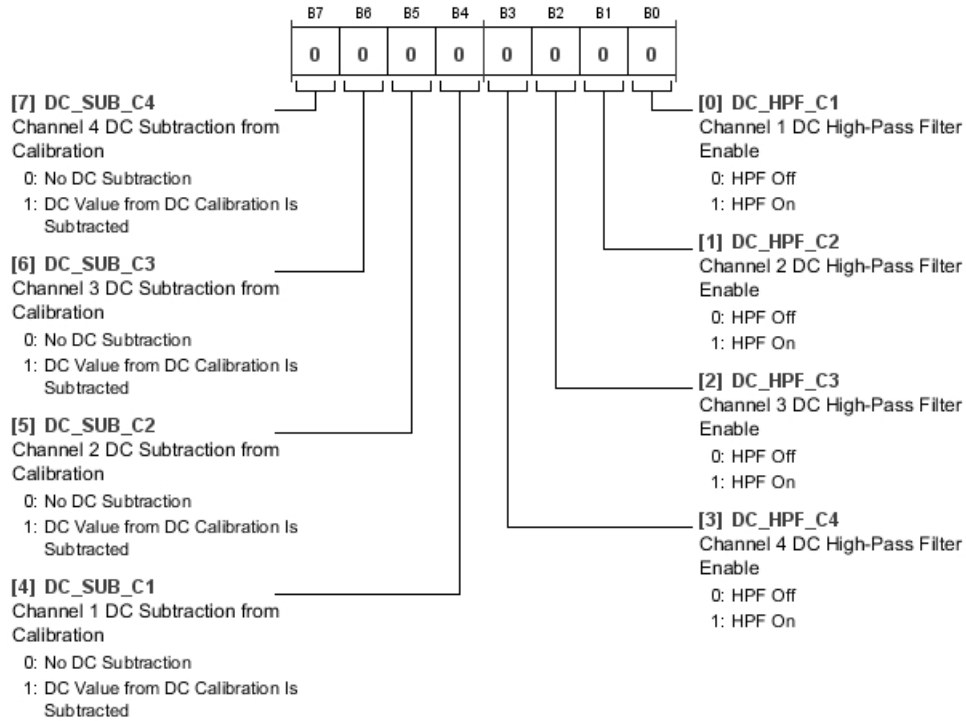 B7 B6 B5 B4 B3 B2 B1 B0
0 0 0 0 0 0 0 0
[7] DC_SUB_C4
Channel 4 DC Subtraction from
Calibration
0: No DC Subtraction
1: DC Value from DC Calibration Is
Subtracted
[6] DC_SUB_C3
Channel 3 DC Subtraction from
Calibration
0: No DC Subtraction
1: DC Value from DC Calibration Is
Subtracted
[5] DC_SUB_C2
Channel 2 DC Subtraction from
Calibration
0: No DC Subtraction
1: DC Value from DC Calibration Is
Subtracted
[4] DC_SUB_C1
Channel 1 DC Subtraction from
Calibration
0: No DC Subtraction
1: DC Value from DC Calibration Is
Subtracted
[0] DC_HPF_C1
Channel 1 DC High-Pass Filter
Enable
0: HPF Off
1: HPF On
[1] DC_HPF_C2
Channel 2 DC High-Pass Filter
Enable
0: HPF Off
1: HPF On
[2] DC_HPF_C3
Channel 3 DC High-Pass Filter
Enable
0: HPF Off
1: HPF On
[3] DC_HPF_C4
Channel 4 DC High-Pass Filter
Enable
0: HPF Off
1: HPF On